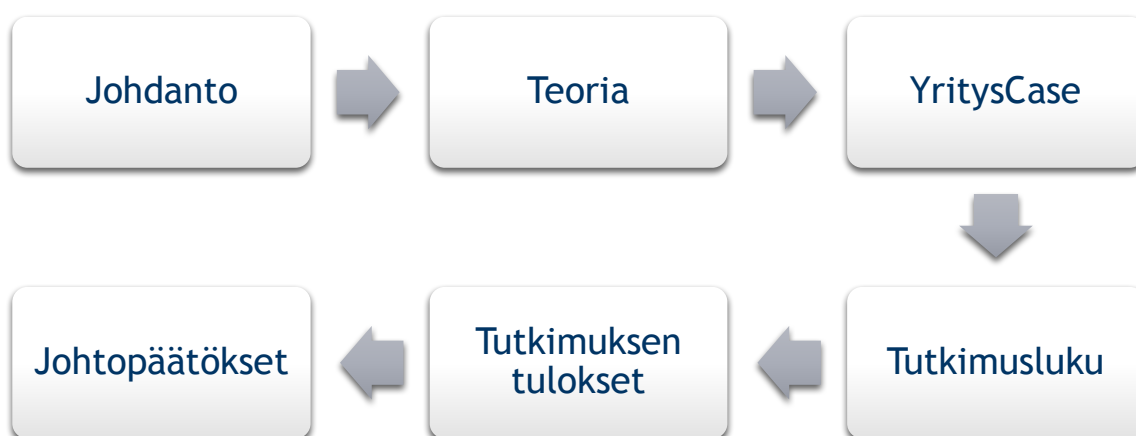 Johdanto
Teoria
YritysCase
Tutkimusluku
Tutkimuksen
tulokset
Johtopäätökset